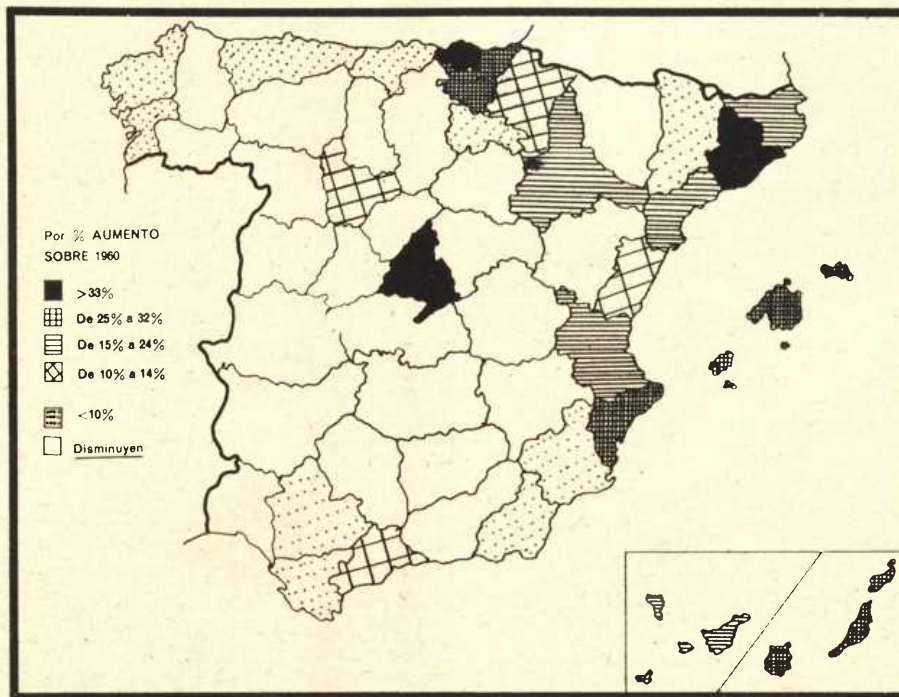 Por % AUMENTO
SOBRE 1960
>33%
De 25% a 32%
De 15% a 24%
De 10% a 14%
<10%
Disminuyen